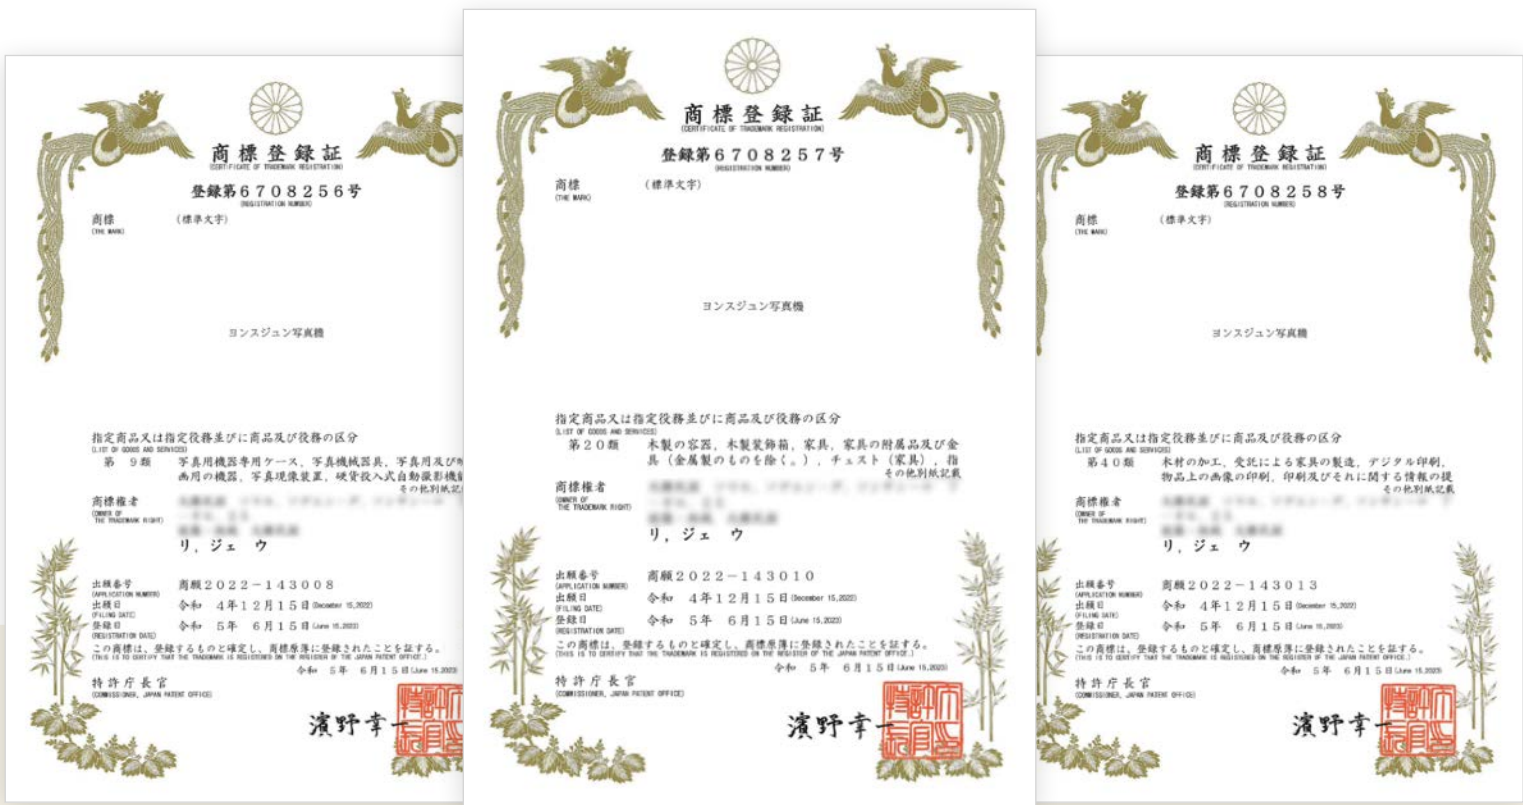 商標登録証
(CERTIFICATE OF TRADEMARK REGISTRATION)
登録第6708256号
(REGISTRATION NUMBER)
商標
(THE MARK)
(標準文字)
ヨンスジュン写真機
指定商品又は指定役務並びに商品及び役務の区分
(LIST OF GOODS AND SERVICES)
第 9類 写真用機器専用ケース、写真機械器具、写真用及び
画用の機器、写真現像装置、硬貨投入式自動撮影機
その他別紙記
商標権者
(OWNER OF
THE TRADEMARK RIGHT)
リ, ジェ ウ
出願番号 商願2022-143008
(APPLICATION NUMBER)
出願日 令和 4年12月15日(December 15,2022)
(FILING DATE)
登録日 令和 5年 6月15日(June 15,2023)
(REGISTRATION DATE)
この商標は、登録するものと確定し、商標原簿に登録されたことを証する。
(THIS IS TO CERTIFY THAT THE TRADEMARK IS REGISTERED ON THE REGISTER OF THE JAPAN PATENT OFFICE.)
令和 5年 6月15日(June 15,2023)
特許庁長官
(COMMISSIONER, JAPAN PATENT OFFICE)
濱野幸一
商標登録証
(CERTIFICATE OF TRADEMARK REGISTRATION)
登録第6708257号
(REGISTRATION NUMBER)
商標
(THE MARK)
(標準文字)
ヨンスジュン写真機
指定商品又は指定役務並びに商品及び役務の区分
(LIST OF GOODS AND SERVICES)
第20類 木製の容器,木製装飾箱,家具,家具の附属品及び金
具(金属製のものを除く。),チェスト(家具),指
その他別紙記載
商標権者
(OWNER OF
THE TRADEMARK RIGHT)
リ, ジェ ウ
出願番号 商願2022-143010
(APPLICATION NUMBER)
出願日 令和 4年12月15日(December 15,2022)
(FILING DATE)
登録日 令和 5年 6月15日(June 15,2023)
(REGISTRATION DATE)
この商標は、登録するものと確定し、商標原簿に登録されたことを証する。
(THIS IS TO CERTIFY THAT THE TRADEMARK IS REGISTERED ON THE REGISTER OF THE JAPAN PATENT OFFICE.)
令和 5年 6月15日(June 15,2023)
特許庁長官
(COMMISSIONER, JAPAN PATENT OFFICE)
濱野幸一
商標登録証
(CERTIFICATE OF TRADEMARK REGISTRATION)
登録第6708258号
(REGISTRATION NUMBER)
商標
(THE MARK)
(標準文字)
ヨンスジュン写真機
指定商品又は指定役務並びに商品及び役務の区分
(LIST OF GOODS AND SERVICES)
第40類 木材の加工,受託による家具の製造,デジタル印刷,
物品上の画像の印刷,印刷及びそれに関する情報の提
その他別紙記載
商標権者
(OWNER OF
THE TRADEMARK RIGHT)
リ, ジェ ウ
出願番号 商願2022-143013
(APPLICATION NUMBER)
出願日 令和 4年12月15日(December 15,2022)
(FILING DATE)
登録日 令和 5年 6月15日(June 15,2023)
(REGISTRATION DATE)
この商標は、登録するものと確定し、商標原簿に登録されたことを証する。
(THIS IS TO CERTIFY THAT THE TRADEMARK IS REGISTERED ON THE REGISTER OF THE JAPAN PATENT OFFICE.)
令和 5年 6月15日(June 15,2023)
特許庁長官
(COMMISSIONER, JAPAN PATENT OFFICE)
濱野幸一